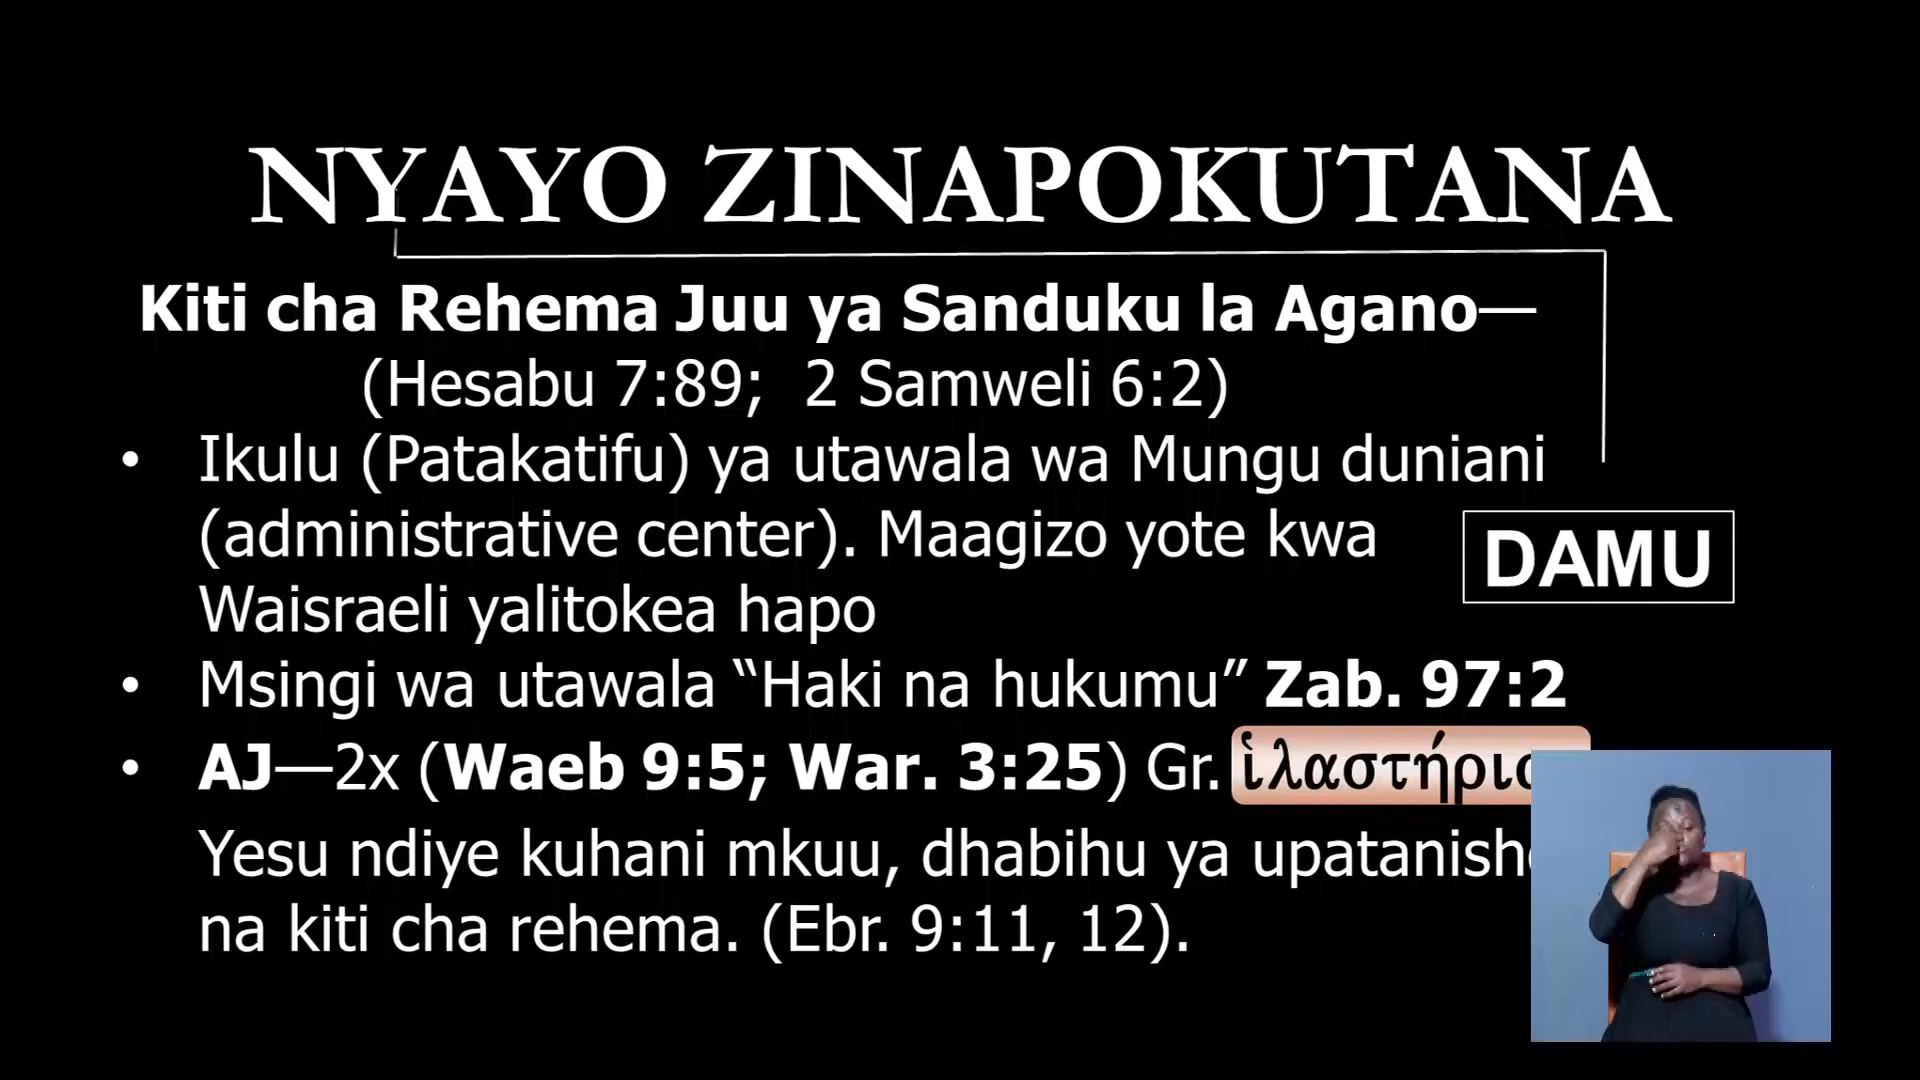 NYAYO ZINAPOKUTANA
Kiti cha Rehema Juu ya Sanduku la Agano—
(Hesabu 7:89; 2 Samweli 6:2)
• Ikulu (Patakatifu) ya utawala wa Mungu duniani
(administrative center). Maagizo yote kwa
Waisraeli yalitokea hapo
DAMU
• Msingi wa utawala “Haki na hukumu” Zab. 97:2
• AJ—2x (Waeb 9:5; War. 3:25) Gr.
Yesu ndiye kuhani mkuu, dhabihu ya
na kiti cha rehema. (Ebr. 9:11, 12).